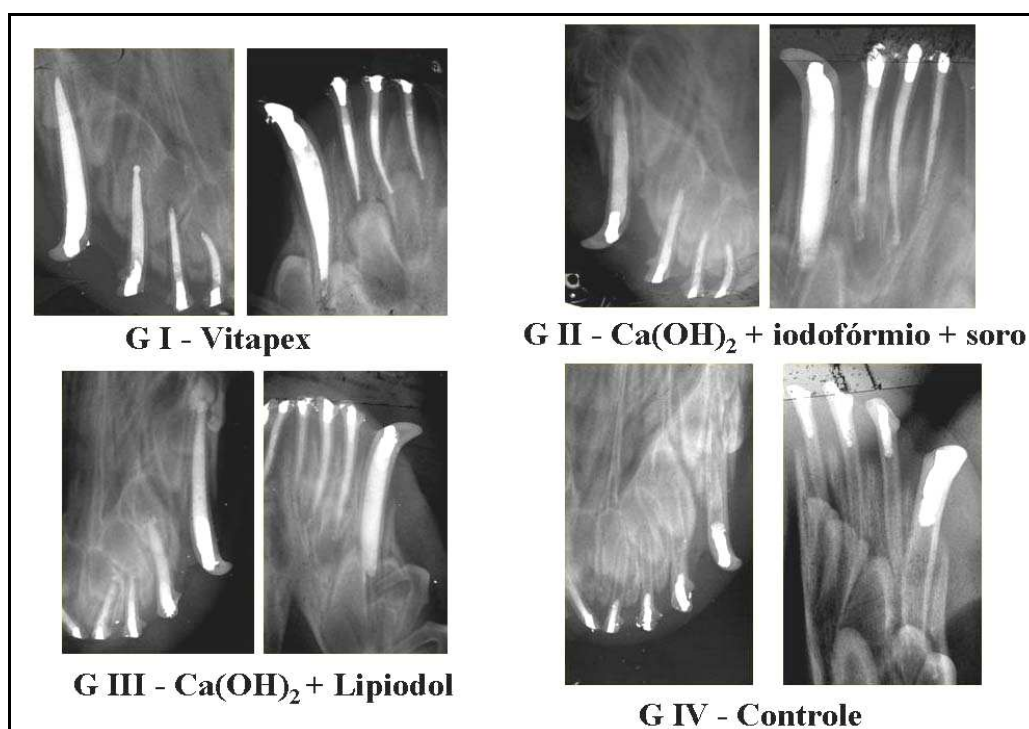 G I - Vitapex
G II - Ca(OH)₂ + iodofórmio + soro
G III - Ca(OH)₂ + Lipiodol
G IV - Controle